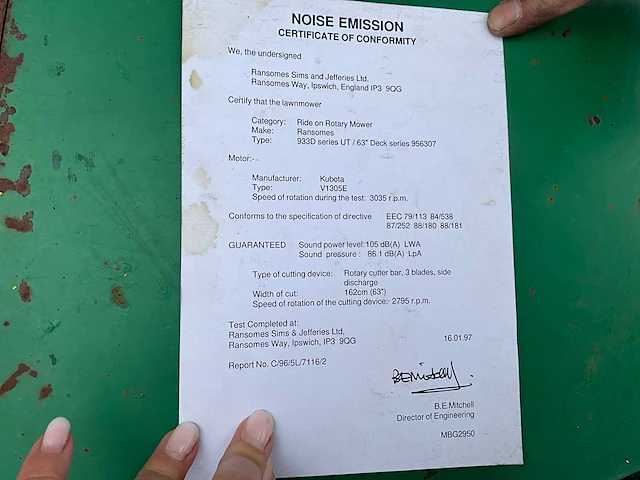 NOISE EMISSION
CERTIFICATE OF CONFORMITY
We, the undersigned
Ransomes Sims and Jefferies Ltd.
Ransomes Way, Ipswich, England IP3 9QG
Certify that the lawnmower
Category: Ride on Rotary Mower
Make: Ransomes
Type: 933D series UT / 63" Deck series 956307
Motor:-
Manufacturer: Kubota
Type: V1305E
Speed of rotation during the test: 3035 r.p.m.
Conforms to the specification of directive EEC 79/113 84/538
87/252 88/180 88/181
GUARANTEED Sound power level: 105 dB(A) LWA
Sound pressure : 86.1 dB(A) LpA
Type of cutting device: Rotary cutter bar, 3 blades, side
discharge
Width of cut: 162cm (63")
Speed of rotation of the cutting device: 2795 r.p.m.
Test Completed at:
Ransomes Sims & Jefferies Ltd,
Ransomes Way, Ipswich, IP3 9QG 16.01.97
Report No. C/96/5L/7116/2
B.E.Mitchell
B.E.Mitchell
Director of Engineering
MBG2950